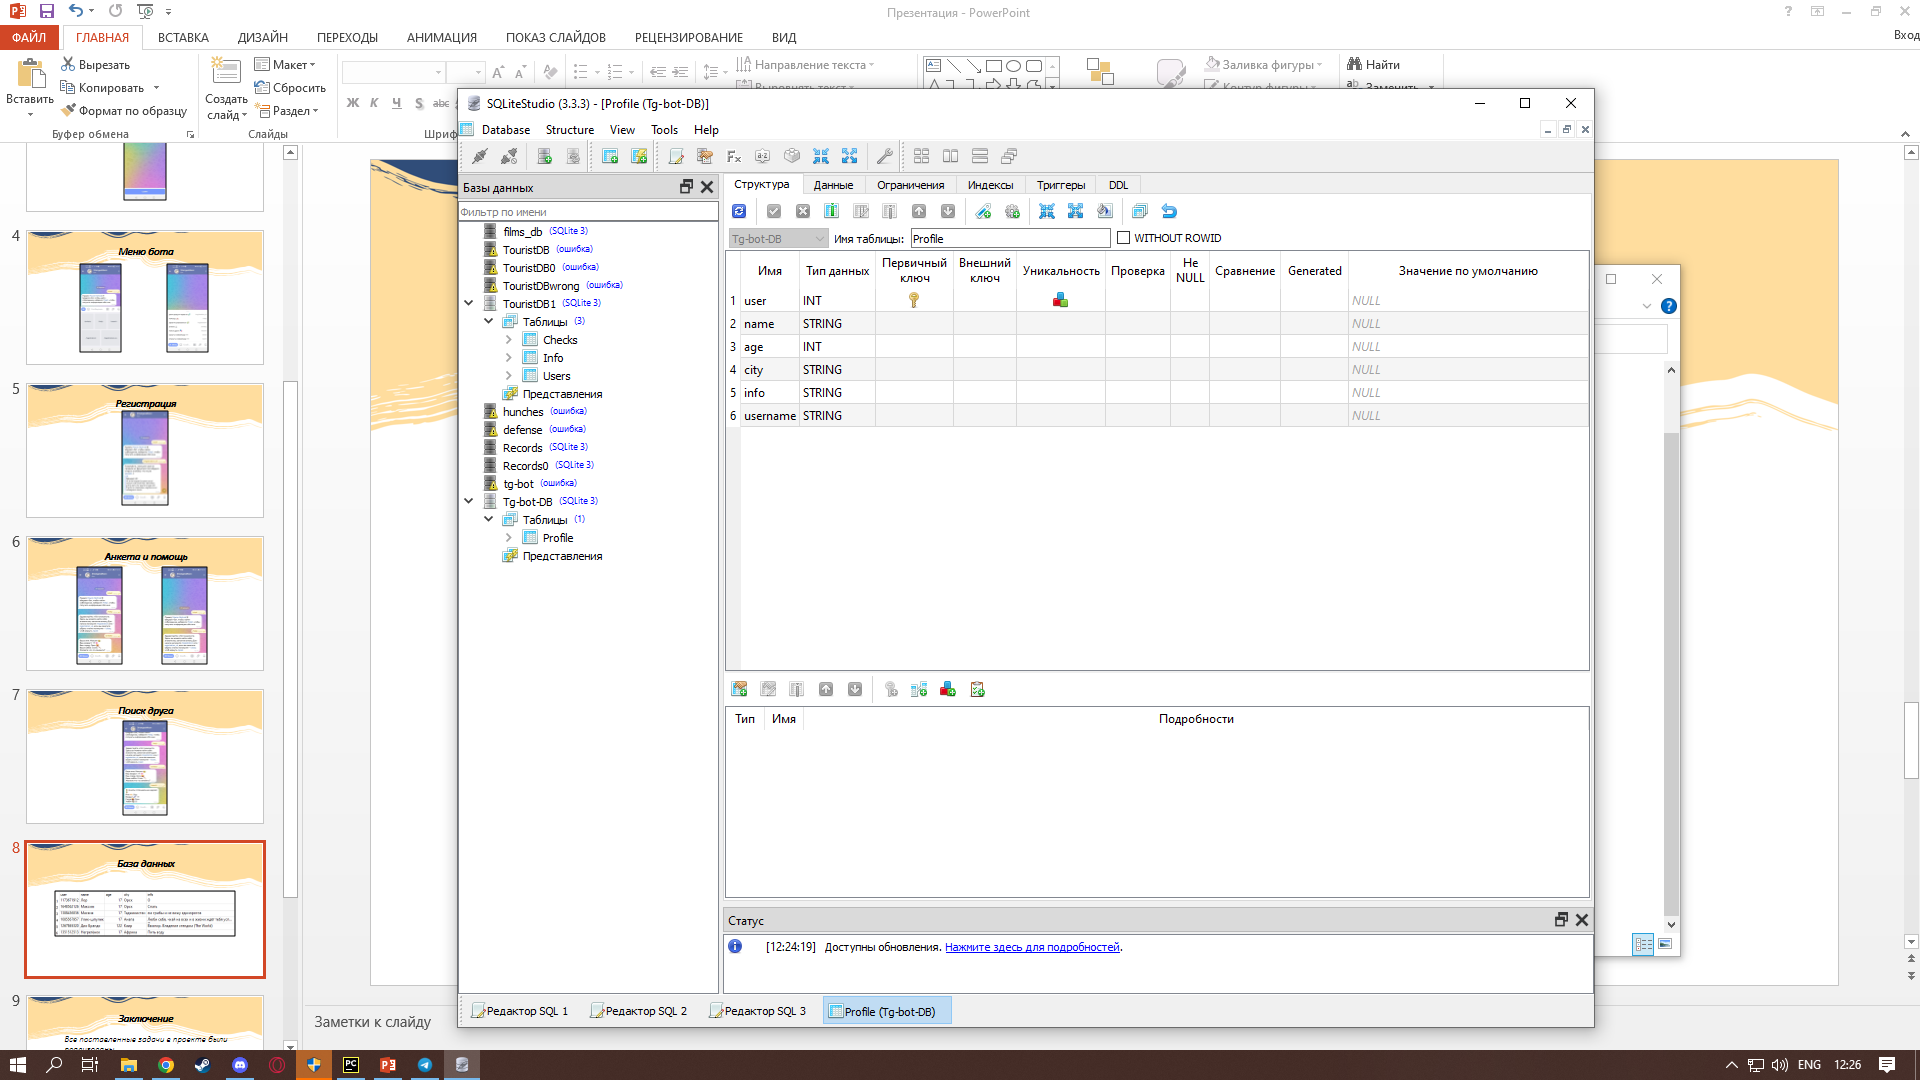 Презентация - PowerPoint
Вход
ФАЙЛ ГЛАВНАЯ ВСТАВКА ДИЗАЙН ПЕРЕХОДЫ АНИМАЦИЯ ПОКАЗ СЛАЙДОВ РЕЦЕНЗИРОВАНИЕ ВИД
Вставить
Вырезать
Копировать
Формат по образцу
Буфер обмена
Создать слайд
Макет
Сбросить
Раздел
Слайды
Ж К Ч S abc
Направление текста
Заливка фигуры
Контур фигуры
Найти
Заменить
4
Меню бота
5
Регистрация
6
Анкета и помощь
7
Поиск друга
8
База данных
9
Заключение
Все поставленные задачи в проекте были
Заметки к слайду
SQLiteStudio (3.3.3) - [Profile (Tg-bot-DB)]
Database Structure View Tools Help
Базы данных
Фильтр по имени
films_db (SQLite 3)
TouristDB (ошибка)
TouristDB0 (ошибка)
TouristDBwrong (ошибка)
TouristDB1 (SQLite 3)
Таблицы (3)
Checks
Info
Users
Представления
hunches (ошибка)
defense (ошибка)
Records (SQLite 3)
Records0 (SQLite 3)
tg-bot (ошибка)
Tg-bot-DB (SQLite 3)
Таблицы (1)
Profile
Представления
Структура Данные Ограничения Индексы Триггеры DDL
Tg-bot-DB Имя таблицы: Profile WITHOUT ROWID
Имя Тип данных Первичный ключ Внешний ключ Уникальность Проверка Не NULL Сравнение Generated Значение по умолчанию
1 user INT NULL
2 name STRING NULL
3 age INT NULL
4 city STRING NULL
5 info STRING NULL
6 username STRING NULL
Тип Имя Подробности
Статус
[12:24:19] Доступны обновления. Нажмите здесь для подробностей.
Редактор SQL 1 Редактор SQL 2 Редактор SQL 3 Profile (Tg-bot-DB)
ENG 12:26